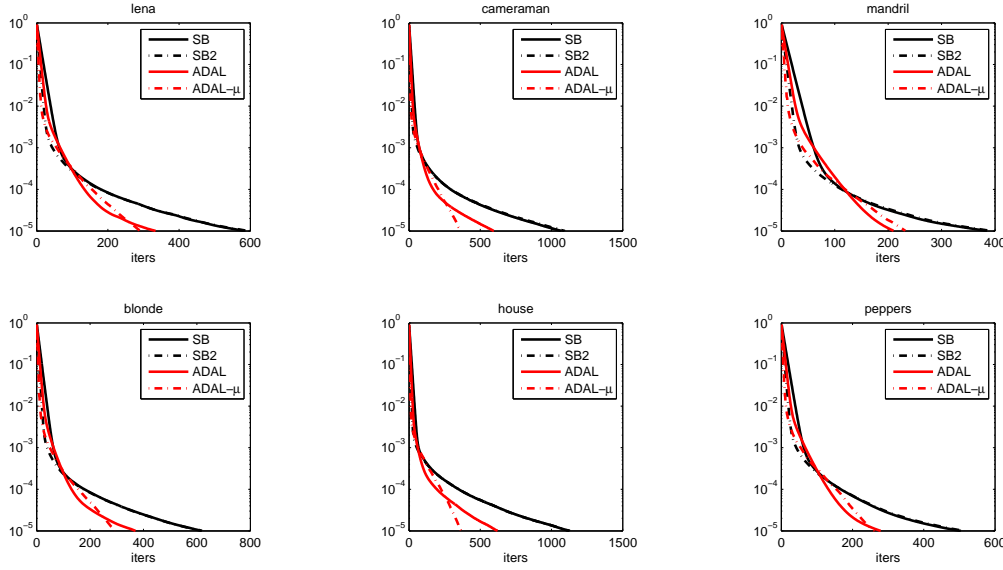 lena
10^0
10^-1
10^-2
10^-3
10^-4
10^-5
0 200 400 600
iters
SB
SB2
ADAL
ADAL–μ
cameraman
10^0
10^-1
10^-2
10^-3
10^-4
10^-5
0 500 1000 1500
iters
SB
SB2
ADAL
ADAL–μ
mandril
10^0
10^-1
10^-2
10^-3
10^-4
10^-5
0 100 200 300 400
iters
SB
SB2
ADAL
ADAL–μ
blonde
10^0
10^-1
10^-2
10^-3
10^-4
10^-5
0 200 400 600 800
iters
SB
SB2
ADAL
ADAL–μ
house
10^0
10^-1
10^-2
10^-3
10^-4
10^-5
0 500 1000 1500
iters
SB
SB2
ADAL
ADAL–μ
peppers
10^0
10^-1
10^-2
10^-3
10^-4
10^-5
0 200 400 600
iters
SB
SB2
ADAL
ADAL–μ